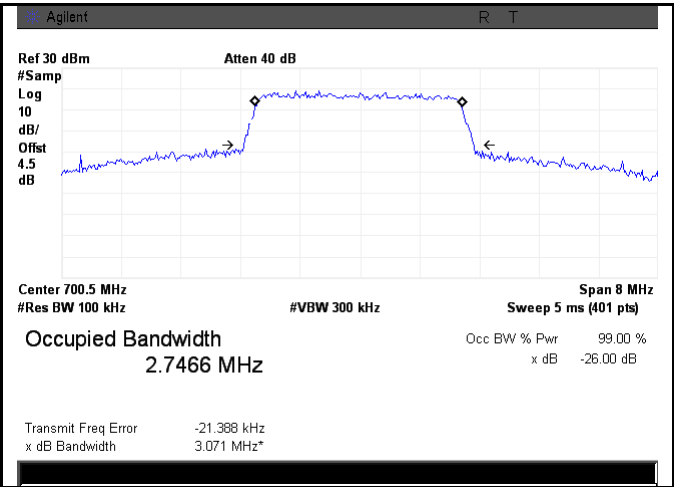 Agilent R T
Ref 30 dBm Atten 40 dB
#Samp
Log
10
dB/
Offst
4.5
dB
Center 700.5 MHz Span 8 MHz
#Res BW 100 kHz #VBW 300 kHz Sweep 5 ms (401 pts)
Occupied Bandwidth Occ BW % Pwr 99.00 %
2.7466 MHz x dB -26.00 dB
Transmit Freq Error -21.388 kHz
x dB Bandwidth 3.071 MHz*